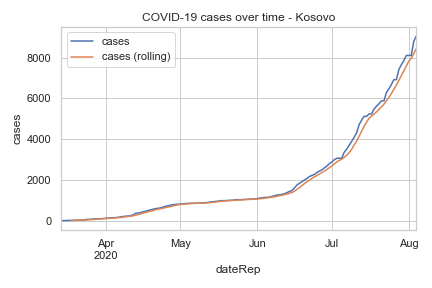 COVID-19 cases over time - Kosovo
cases
cases (rolling)
8000
6000
4000
2000
0
cases
Apr
2020
May
Jun
Jul
Aug
dateRep